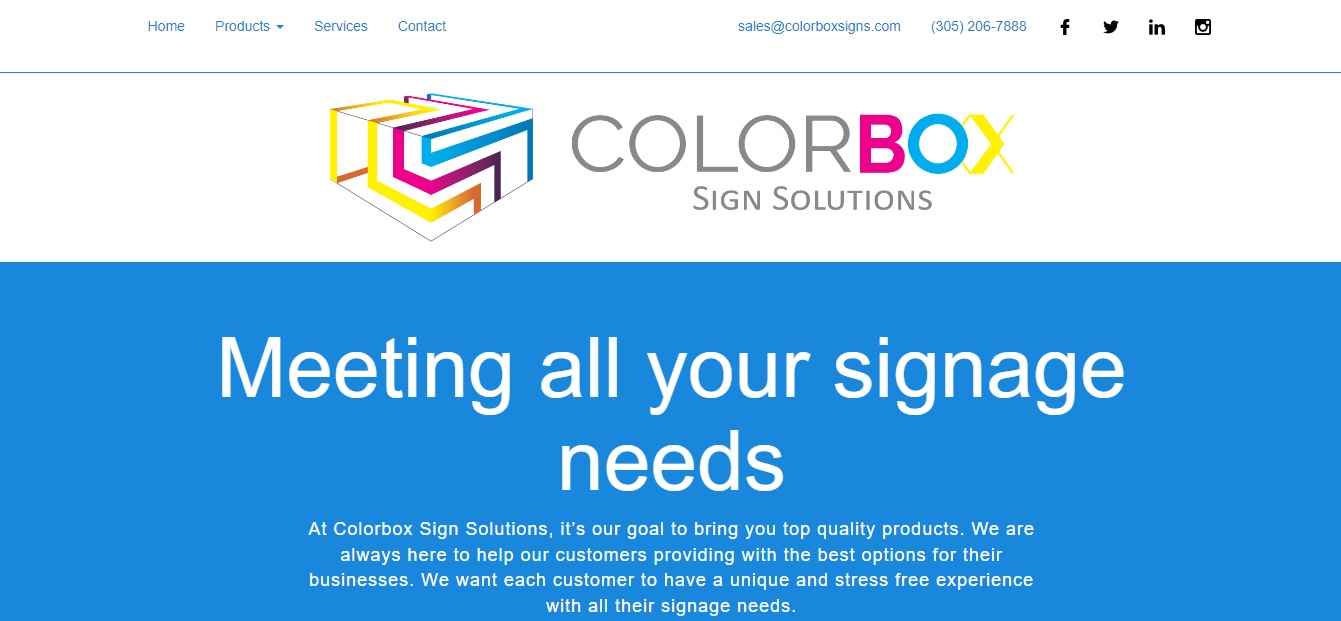 Home Products Services Contact sales@colorboxsigns.com (305) 206-7888
COLORBOX
SIGN SOLUTIONS
Meeting all your signage
needs
At Colorbox Sign Solutions, it’s our goal to bring you top quality products. We are
always here to help our customers providing with the best options for their
businesses. We want each customer to have a unique and stress free experience
with all their signage needs.